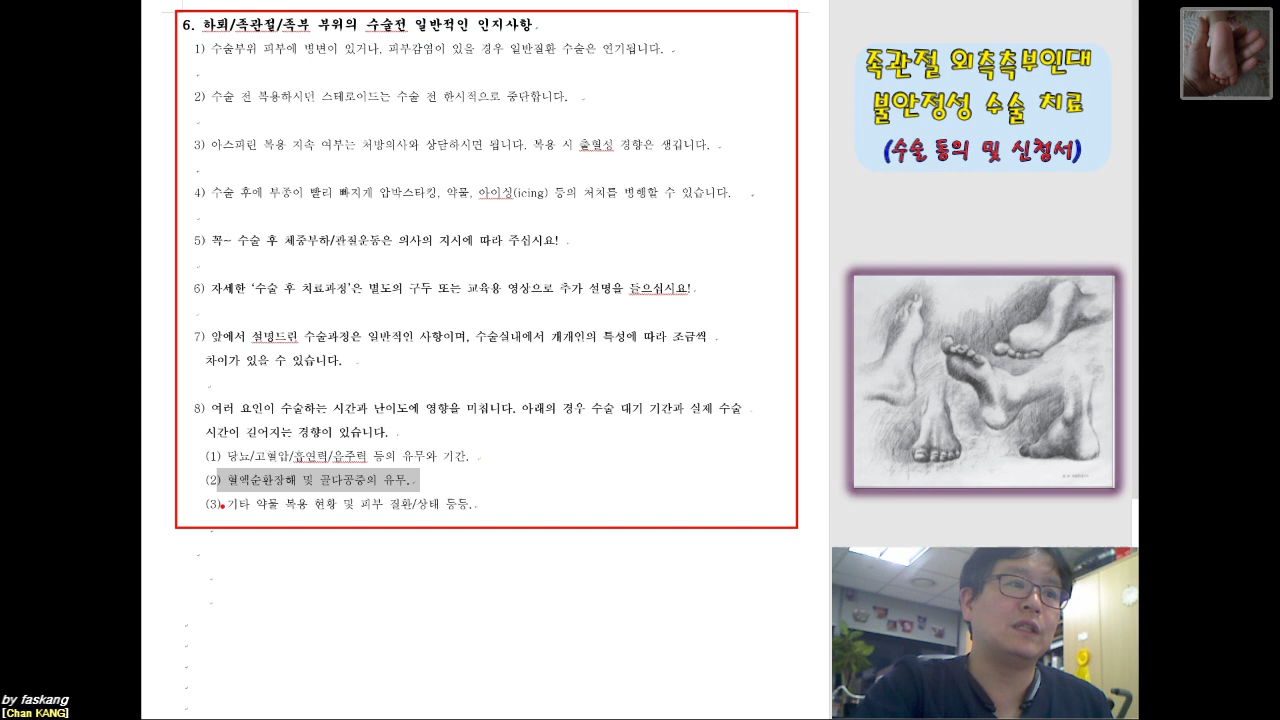 6. 하퇴/족관절/족부 부위의 수술전 일반적인 인지사항
1) 수술부위 피부에 병변이 있거나, 피부감염이 있을 경우 일반질환 수술은 연기됩니다.
2) 수술 전 복용하시던 스테로이드는 수술 전 한시적으로 중단합니다.
3) 아스피린 복용 지속 여부는 처방의사와 상담하시면 됩니다. 복용 시 출혈성 경향은 생깁니다.
4) 수술 후에 부종이 빨리 빠지게 압박스타킹, 약물, 아이싱(icing) 등의 처치를 병행할 수 있습니다.
5) 꼭~ 수술 후 체중부하/관절운동은 의사의 지시에 따라 주십시요!
6) 자세한 ‘수술 후 치료과정’은 별도의 구두 또는 교육용 영상으로 추가 설명을 들으십시요!
7) 앞에서 설명드린 수술과정은 일반적인 사항이며, 수술실내에서 개개인의 특성에 따라 조금씩
차이가 있을 수 있습니다.
8) 여러 요인이 수술하는 시간과 난이도에 영향을 미칩니다. 아래의 경우 수술 대기 기간과 실제 수술
시간이 길어지는 경향이 있습니다.
(1) 당뇨/고혈압/흡연력/음주력 등의 유무와 기간.
(2) 혈액순환장해 및 골다공증의 유무.
(3) 기타 약물 복용 현황 및 피부 질환/상태 등등.
족관절 외측측부인대
불안정성 수술 치료
(수술 동의 및 신청서)
by faskang
[Chan KANG]